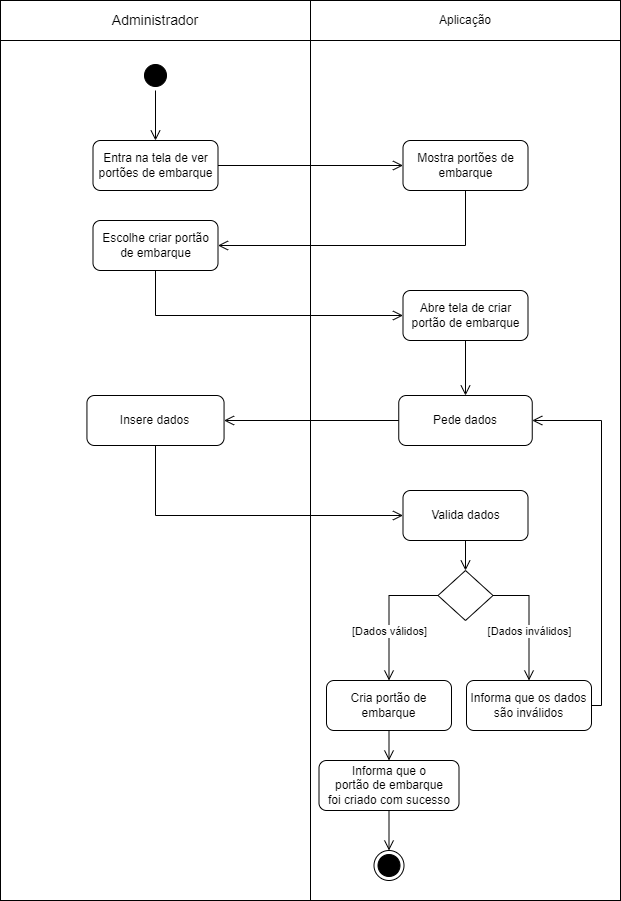 Administrador
Aplicação
Entra na tela de ver
portões de embarque
Mostra portões de
embarque
Escolhe criar portão
de embarque
Abre tela de criar
portão de embarque
Insere dados
Pede dados
Valida dados
[Dados válidos]
[Dados inválidos]
Cria portão de
embarque
Informa que os dados
são inválidos
Informa que o
portão de embarque
foi criado com sucesso